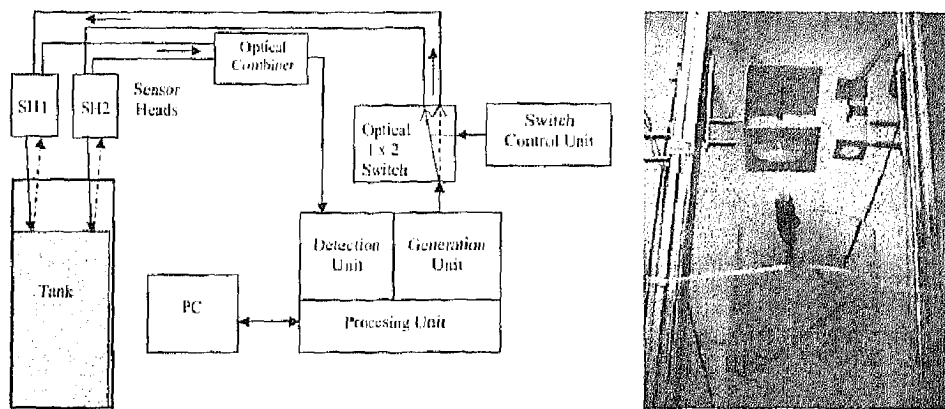 Optical
Combiner
SH1
SH2
Sensor
Heads
Optical
1 x 2
Switch
Switch
Control Unit
Detection
Unit
Generation
Unit
Tank
PC
Procesing Unit